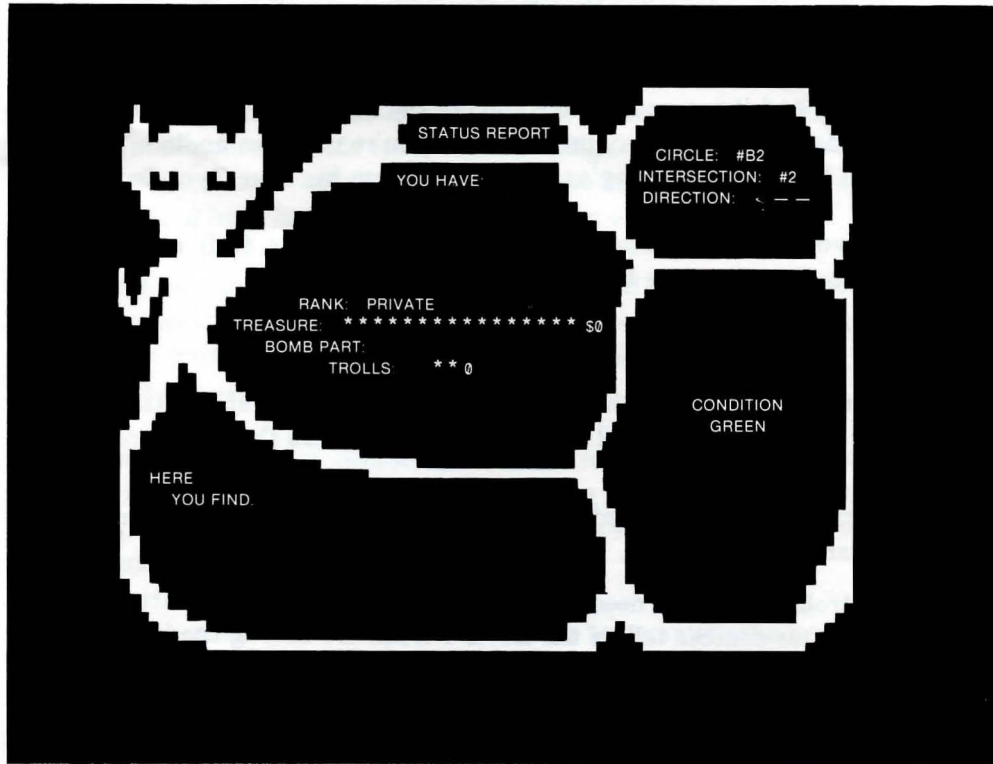 STATUS REPORT
YOU HAVE:
RANK: PRIVATE
TREASURE: * * * * * * * * * * * * * * * * $0
BOMB PART:
TROLLS: * * 0
CIRCLE: #B2
INTERSECTION: #2
DIRECTION: < — —
CONDITION
GREEN
HERE
YOU FIND.